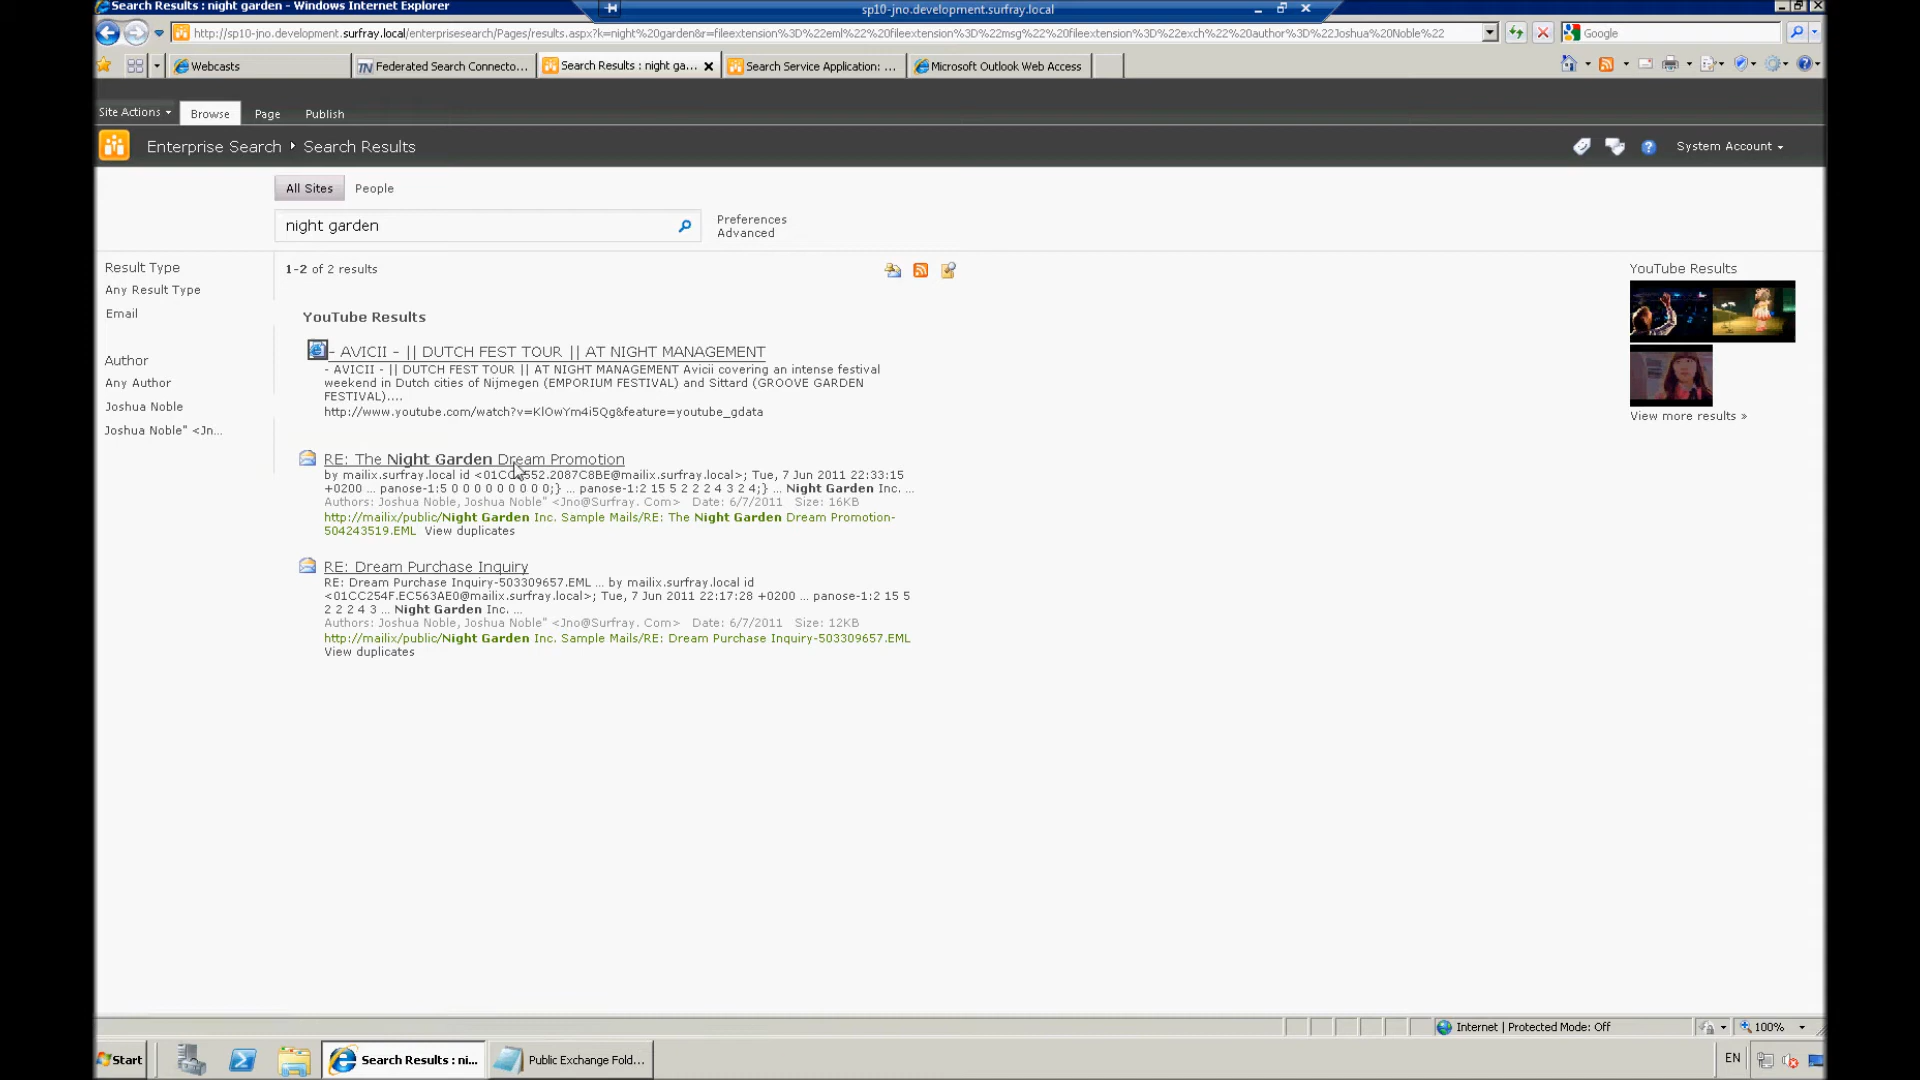 Search Results : night garden - Windows Internet Explorer
sp10-jno.development.surfray.local
http://sp10-jno.development.surfray.local/enterprisesearch/Pages/results.aspx?k=night%20garden&r=fileextension%3D%22eml%22%20fileextension%3D%22msg%22%20fileextension%3D%22exch%22%20author%3D%22Joshua%20Noble%22
Google
Webcasts
Federated Search Connecto...
Search Results : night ga...
Search Service Application: ...
Microsoft Outlook Web Access
Site Actions
Browse
Page
Publish
Enterprise Search
Search Results
System Account
All Sites
People
night garden
Preferences
Advanced
Result Type
Any Result Type
Email
Author
Any Author
Joshua Noble
Joshua Noble" <Jn...
1-2 of 2 results
YouTube Results
- AVICII - || DUTCH FEST TOUR || AT NIGHT MANAGEMENT
- AVICII - || DUTCH FEST TOUR || AT NIGHT MANAGEMENT Avicii covering an intense festival
weekend in Dutch cities of Nijmegen (EMPORIUM FESTIVAL) and Sittard (GROOVE GARDEN
FESTIVAL)....
http://www.youtube.com/watch?v=KlOwYm4i5Qg&feature=youtube_gdata
RE: The Night Garden Dream Promotion
by mailix.surfray.local id 552.2087C8BE@mailix.surfray.local>; Tue, 7 Jun 2011 22:33:15
+0200 ... panose-1:5 0 0 0 0 0 0 0 0 0;} ... panose-1:2 15 5 2 2 2 4 3 2 4;} ... Night Garden Inc. ...
Authors: Joshua Noble, Joshua Noble" <Jno@Surfray. Com> Date: 6/7/2011 Size: 16KB
http://mailix/public/Night Garden Inc. Sample Mails/RE: The Night Garden Dream Promotion-
504243519.EML View duplicates
RE: Dream Purchase Inquiry
RE: Dream Purchase Inquiry-503309657.EML ... by mailix.surfray.local id
<01CC254F.EC563AE0@mailix.surfray.local>; Tue, 7 Jun 2011 22:17:28 +0200 ... panose-1:2 15 5
2 2 2 4 3 ... Night Garden Inc. ...
Authors: Joshua Noble, Joshua Noble" <Jno@Surfray. Com> Date: 6/7/2011 Size: 12KB
http://mailix/public/Night Garden Inc. Sample Mails/RE: Dream Purchase Inquiry-503309657.EML
View duplicates
YouTube Results
View more results »
Internet | Protected Mode: Off
100%
Start
Search Results : ni...
Public Exchange Fold...
EN